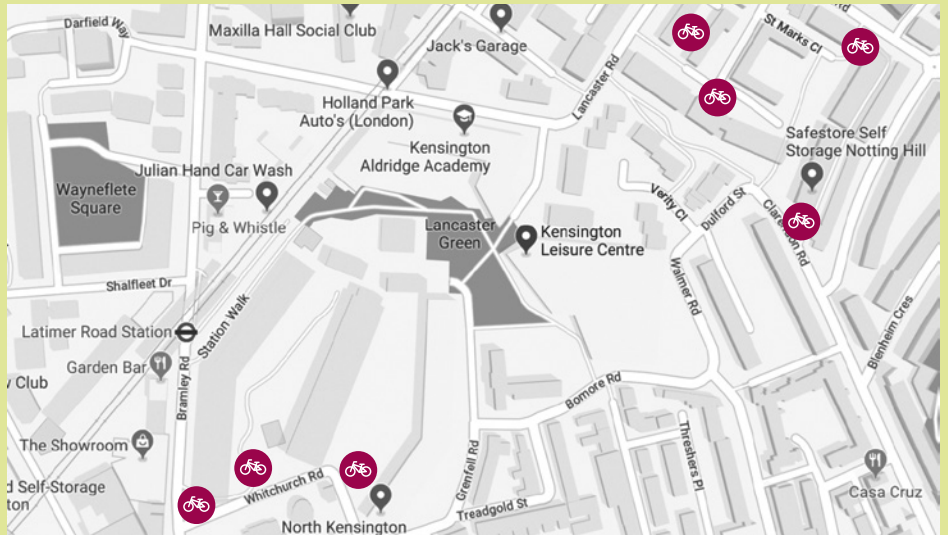 Darfield Way
Maxilla Hall Social Club
Jack's Garage
St Marks Cl
Lancaster Rd
Holland Park
Auto's (London)
Kensington
Aldridge Academy
Safestore Self
Storage Notting Hill
Julian Hand Car Wash
Wayneflete
Square
Pig & Whistle
Lancaster
Green
Kensington
Leisure Centre
Verity Cl
Dulford St
Clarendon Rd
Walmer Rd
Shalfleet Dr
Station Walk
Latimer Road Station
Garden Bar
Bramley Rd
Blenheim Cres
Club
Bomore Rd
The Showroom
Threshers Pl
Grenfell Rd
Whitchurch Rd
Self-Storage
Treadgold St
Casa Cruz
North Kensington